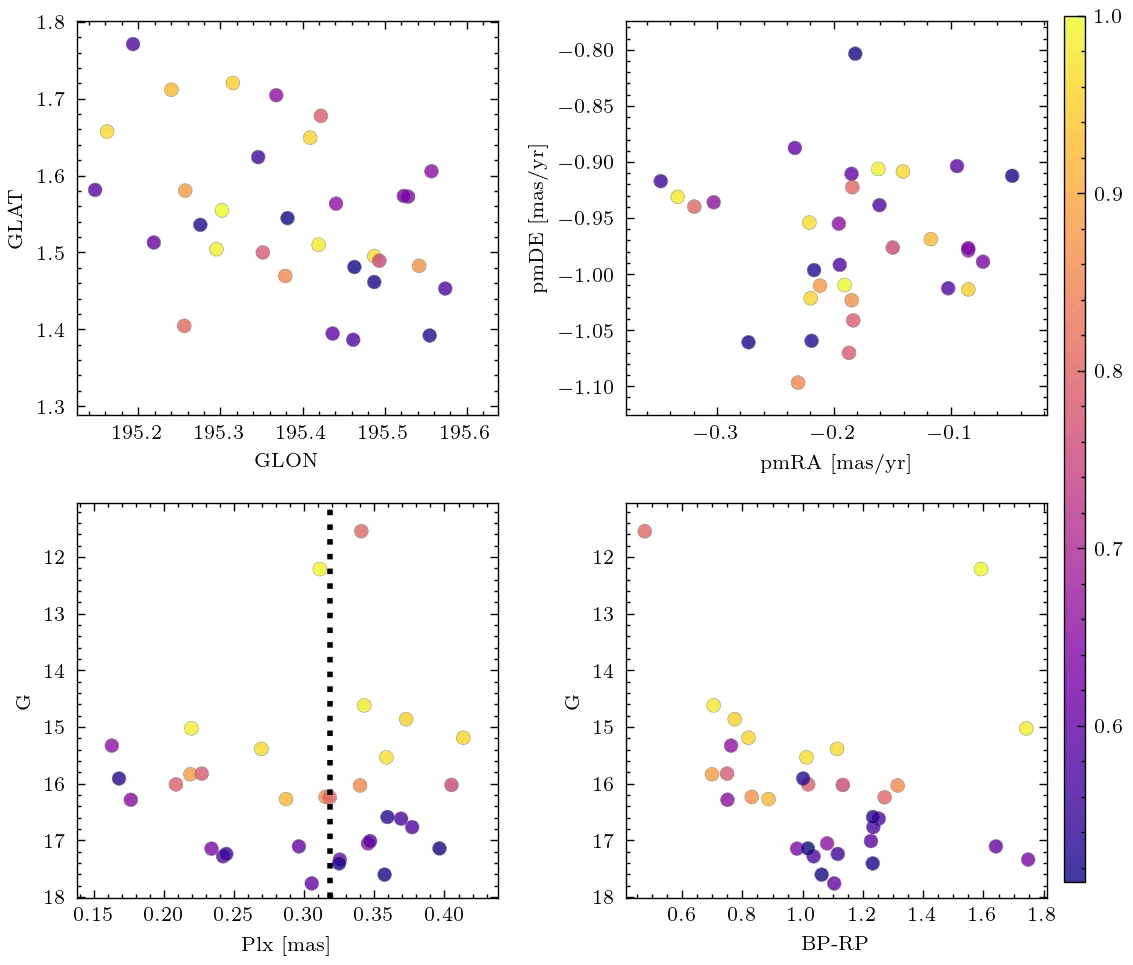 1.8
1.7
1.6
1.5
1.4
1.3
GLAT
195.2 195.3 195.4 195.5 195.6
GLON
−0.80
−0.85
−0.90
−0.95
−1.00
−1.05
−1.10
pmDE [mas/yr]
−0.3 −0.2 −0.1
pmRA [mas/yr]
12
13
14
15
16
17
18
G
0.15 0.20 0.25 0.30 0.35 0.40
Plx [mas]
12
13
14
15
16
17
18
G
0.6 0.8 1.0 1.2 1.4 1.6 1.8
BP-RP
1.0
0.9
0.8
0.7
0.6